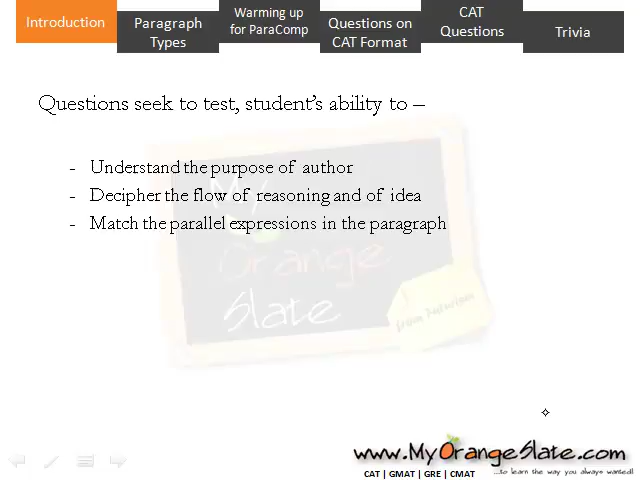 Introduction
Paragraph
Types
Warming up
for ParaComp
Questions on
CAT Format
CAT
Questions
Trivia
Questions seek to test, student's ability to –
- Understand the purpose of author
- Decipher the flow of reasoning and of idea
- Match the parallel expressions in the paragraph
My
Orange
Slate
from Tutorium
www.MyOrangeSlate.com
CAT | GMAT | GRE | CMAT
...to learn the way you always wanted!